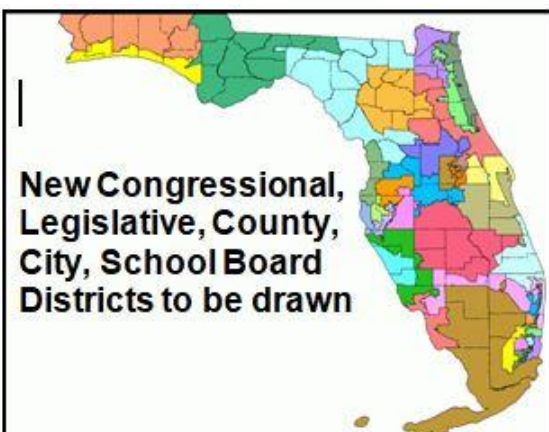 New Congressional,
Legislative, County,
City, School Board
Districts to be drawn